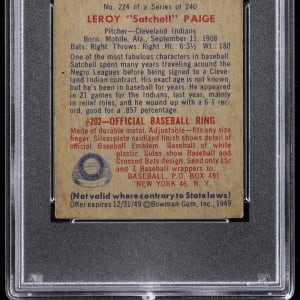 No. 224 of a Series of 240
LEROY "Satchell" PAIGE
Pitcher—Cleveland Indians
Born. Mobile, Ala., September 11, 1908
Bats: Right Throws: Right Ht.: 6:3½ Wt.: 180
One of the most fabulous characters in baseball.
Satchell spent many years traveling around the
Negro Leagues before being signed to a Cleve-
land Indian contract. His exact age is not known
but he's been in baseball for decades. He ap-
peared in 21 games for the Indians, last year,
mainly in relief roles, and he wound up with a 6-1
record, good for a .857 percentage.
#202—OFFICIAL BASEBALL RING
Made of durable metal. Adjustable—fits any size
finger. Silverplate oxidized finish shows detail of
official Baseball Emblem. Baseball of white
plastic. Wide sides show Baseball and
Crossed Bats design. Send only 15c
and 3 Baseball wrappers to:
BASEBALL, P.O. BOX 491
NEW YORK 46, N. Y.
(Not valid where contrary to State laws)
Offer expires 12/31/49 ©Bowman Gum, Inc., 1949